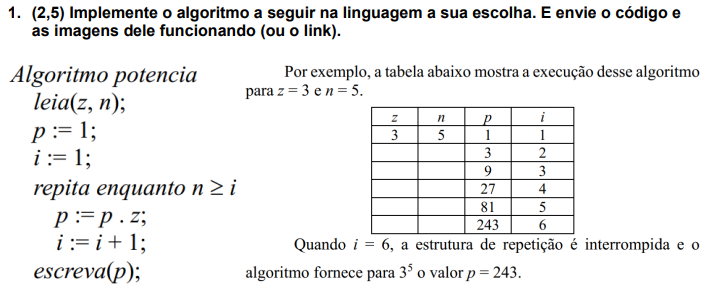 1. (2,5) Implemente o algoritmo a seguir na linguagem a sua escolha. E envie o código e
as imagens dele funcionando (ou o link).
Algoritmo potencia
leia(z, n);
p := 1;
i := 1;
repita enquanto n ≥ i
p := p . z;
i := i + 1;
escreva(p);
Por exemplo, a tabela abaixo mostra a execução desse algoritmo
para z = 3 e n = 5.
z n p i
3 5 1 1
3 2
9 3
27 4
81 5
243 6
Quando i = 6, a estrutura de repetição é interrompida e o
algoritmo fornece para 3⁵ o valor p = 243.